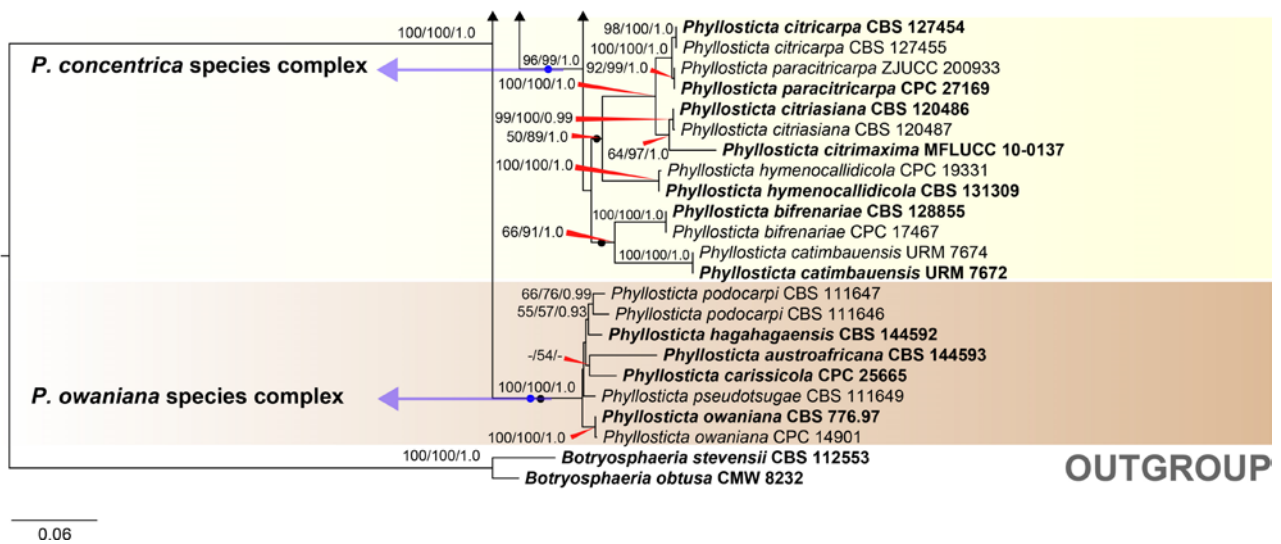 100/100/1.0
98/100/1.0
Phyllosticta citricarpa CBS 127454
100/100/1.0
Phyllosticta citricarpa CBS 127455
P. concentrica species complex
96/99/1.0
92/99/1.0
Phyllosticta paracitricarpa ZJUCC 200933
100/100/1.0
Phyllosticta paracitricarpa CPC 27169
Phyllosticta citriasiana CBS 120486
99/100/0.99
Phyllosticta citriasiana CBS 120487
50/89/1.0
64/97/1.0
Phyllosticta citrimaxima MFLUCC 10-0137
100/100/1.0
Phyllosticta hymenocallidicola CPC 19331
Phyllosticta hymenocallidicola CBS 131309
100/100/1.0
Phyllosticta bifrenariae CBS 128855
66/91/1.0
Phyllosticta bifrenariae CPC 17467
100/100/1.0
Phyllosticta catimbauensis URM 7674
Phyllosticta catimbauensis URM 7672
66/76/0.99
Phyllosticta podocarpi CBS 111647
55/57/0.93
Phyllosticta podocarpi CBS 111646
Phyllosticta hagahagaensis CBS 144592
-/54/-
Phyllosticta austroafricana CBS 144593
Phyllosticta carissicola CPC 25665
P. owaniana species complex
100/100/1.0
Phyllosticta pseudotsugae CBS 111649
Phyllosticta owaniana CBS 776.97
100/100/1.0
Phyllosticta owaniana CPC 14901
100/100/1.0
Botryosphaeria stevensii CBS 112553
OUTGROUP
Botryosphaeria obtusa CMW 8232
0.06